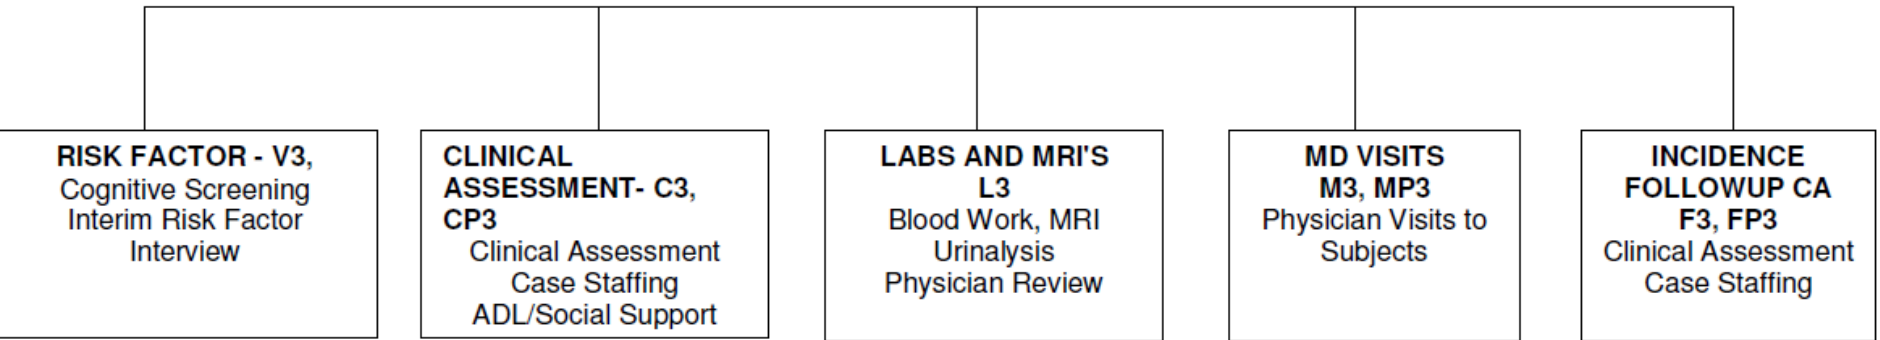 RISK FACTOR - V3,
Cognitive Screening
Interim Risk Factor
Interview
CLINICAL
ASSESSMENT- C3,
CP3
Clinical Assessment
Case Staffing
ADL/Social Support
LABS AND MRI'S
L3
Blood Work, MRI
Urinalysis
Physician Review
MD VISITS
M3, MP3
Physician Visits to
Subjects
INCIDENCE
FOLLOWUP CA
F3, FP3
Clinical Assessment
Case Staffing